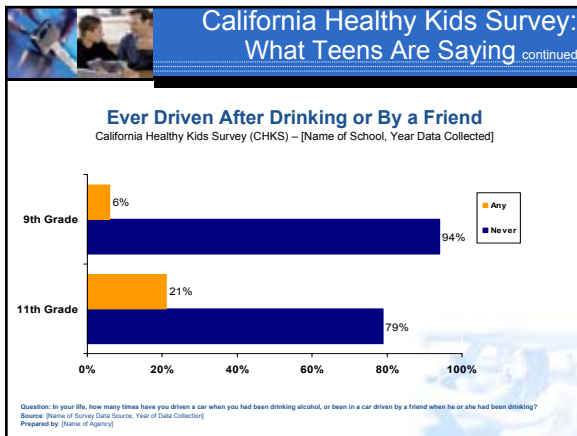 California Healthy Kids Survey:
What Teens Are Saying continued
Ever Driven After Drinking or By a Friend
California Healthy Kids Survey (CHKS) – [Name of School, Year Data Collected]
9th Grade
6%
94%
11th Grade
21%
79%
Any
Never
0% 20% 40% 60% 80% 100%
Question: In your life, how many times have you driven a car when you had been drinking alcohol, or been in a car driven by a friend when he or she had been drinking?
Source: [Name of Survey Data Source, Year of Data Collection]
Prepared by: [Name of Agency]